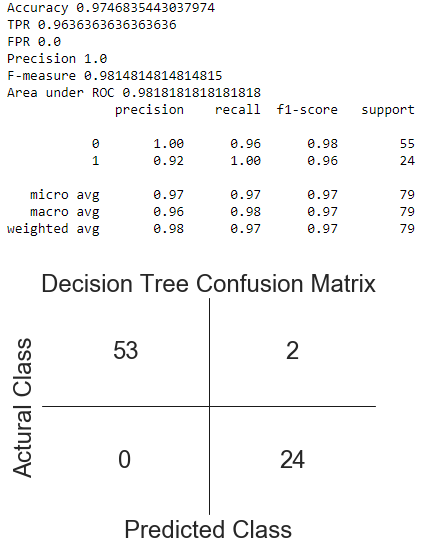 Accuracy 0.9746835443037974
TPR 0.9636363636363636
FPR 0.0
Precision 1.0
F-measure 0.9814814814814815
Area under ROC 0.9818181818181818
precision recall f1-score support
0 1.00 0.96 0.98 55
1 0.92 1.00 0.96 24
micro avg 0.97 0.97 0.97 79
macro avg 0.96 0.98 0.97 79
weighted avg 0.98 0.97 0.97 79
Decision Tree Confusion Matrix
Actural Class
53 2
0 24
Predicted Class